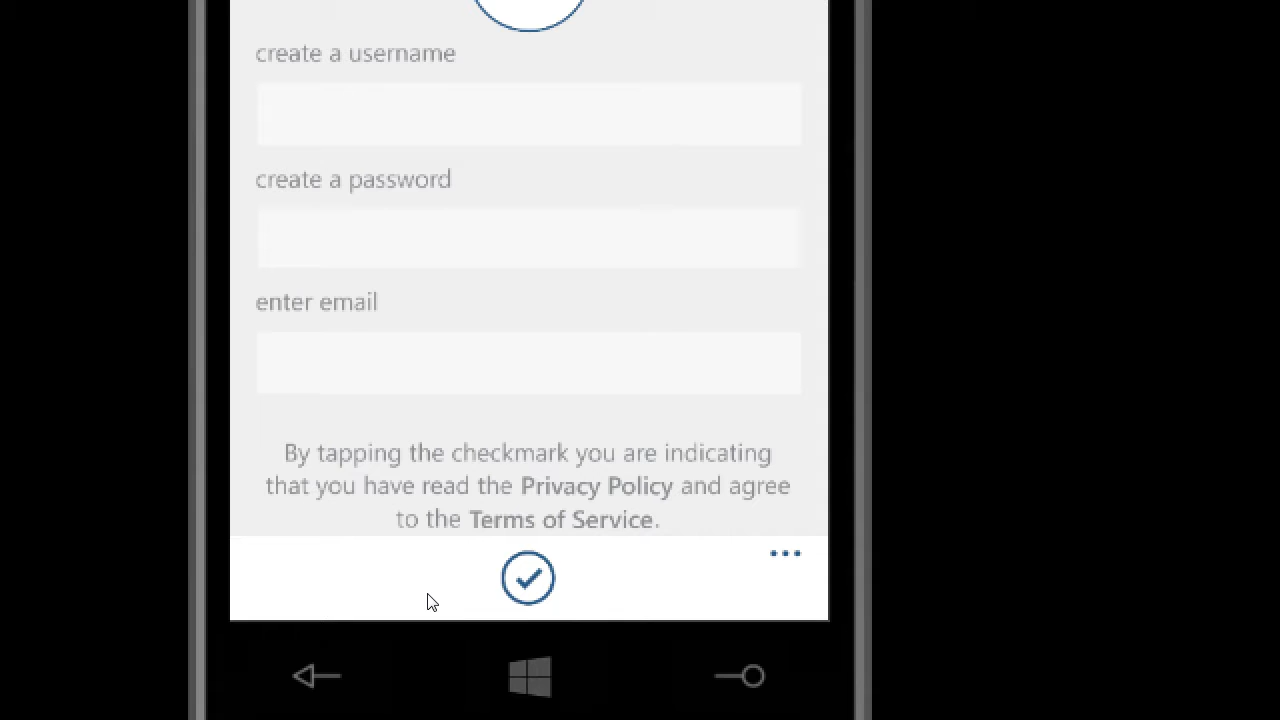 create a username
create a password
enter email
By tapping the checkmark you are indicating
that you have read the Privacy Policy and agree
to the Terms of Service.